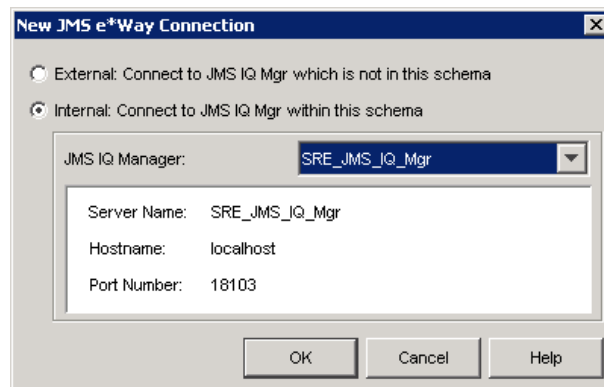 New JMS e*Way Connection
External: Connect to JMS IQ Mgr which is not in this schema
Internal: Connect to JMS IQ Mgr within this schema
JMS IQ Manager: SRE_JMS_IQ_Mgr
Server Name: SRE_JMS_IQ_Mgr
Hostname: localhost
Port Number: 18103
OK Cancel Help